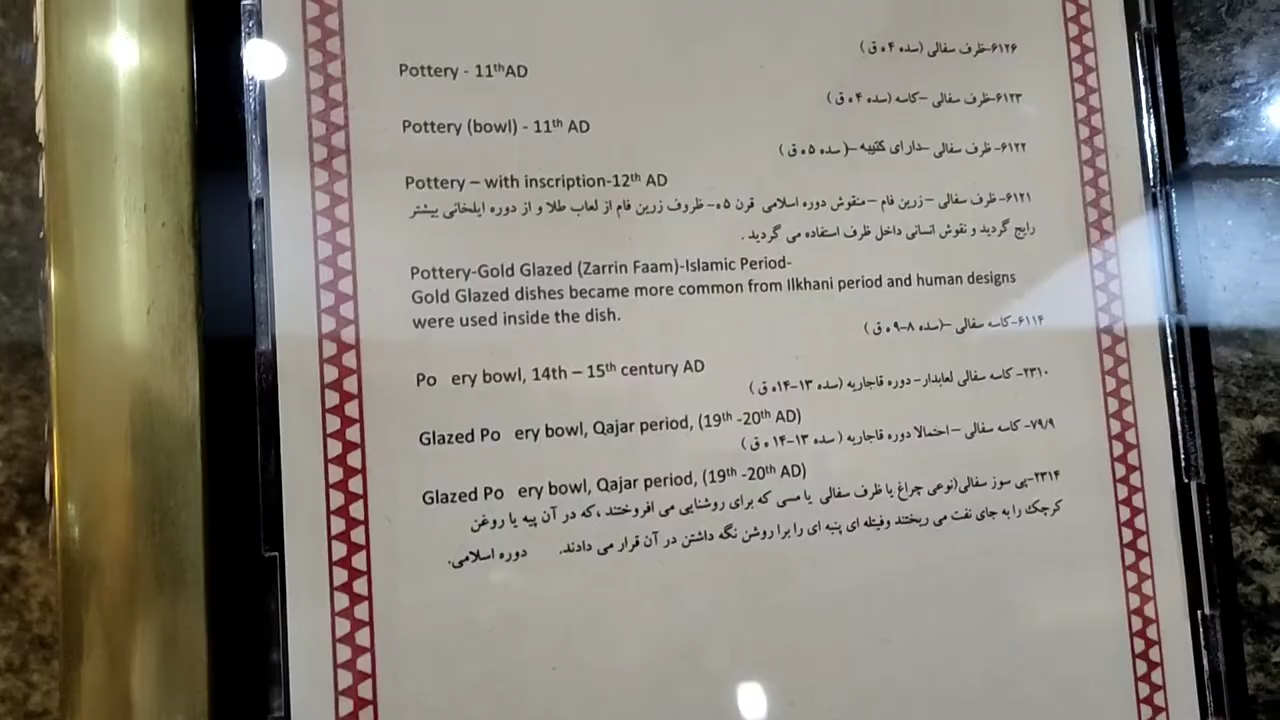 ۶۱۲۶-ظرف سفالی (سده ۴ ه ق)
Pottery - 11thAD
۶۱۲۳-ظرف سفالی –کاسه (سده ۴ ه ق)
Pottery (bowl) - 11th AD
۶۱۲۲- ظرف سفالی –دارای کتیبه –(سده ۵ ه ق)
Pottery – with inscription-12th AD
۶۱۲۱-ظرف سفالی –زرین فام –منقوش دوره اسلامی قرن ۵ه- ظروف زرین فام از لعاب طلا و از دوره ایلخانی بیشتر
رایج گردید و نقوش انسانی داخل ظرف استفاده می گردید .
Pottery-Gold Glazed (Zarrin Faam)-Islamic Period-
Gold Glazed dishes became more common from Ilkhani period and human designs
were used inside the dish.
۶۱۱۴-کاسه سفالی –(سده ۸-۹ ه ق)
Po ery bowl, 14th – 15th century AD
۲۳۱۰- کاسه سفالی لعابدار- دوره قاجاریه (سده ۱۳-۱۴ه ق)
Glazed Po ery bowl, Qajar period, (19th -20th AD)
۷۹/۹- کاسه سفالی –احتمالا دوره قاجاریه ( سده ۱۳-۱۴ ه ق)
Glazed Po ery bowl, Qajar period, (19th -20th AD)
۲۳۱۴-پی سوز سفالی(نوعی چراغ یا ظرف سفالی یا مسی که برای روشنایی می افروختند ،که در آن پیه یا روغن
کرچک را به جای نفت می ریختند وفیتله ای پنبه ای را برا روشن نگه داشتن در آن قرار می دادند. دوره اسلامی.